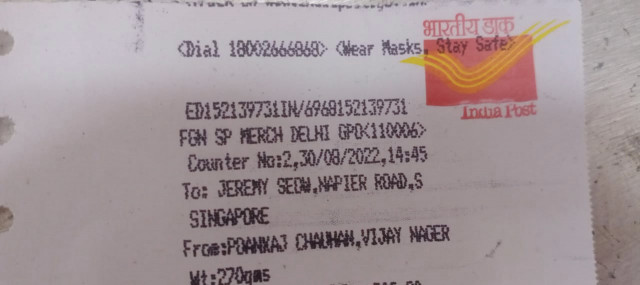 <Dial 18002666868> <Wear Masks, Stay Safe>
भारतीय डाक
India Post
ED152139731IN/6968152139731
FGN SP MERCH DELHI GPO<110006>
Counter No:2,30/08/2022,14:45
To: JEREMY SEOW,NAPIER ROAD,S
SINGAPORE
From:POANKAJ CHAUHAN,VIJAY NAGER
Wt:270gms